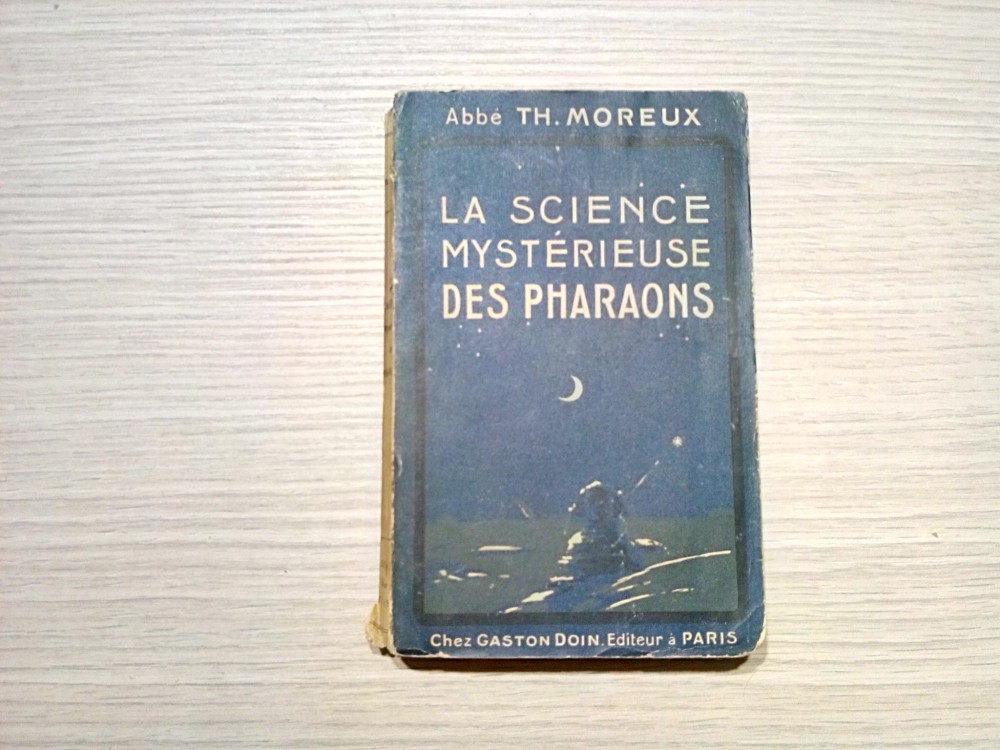 Abbé TH. MOREUX
LA SCIENCE
MYSTÉRIEUSE
DES PHARAONS
Chez GASTON DOIN. Editeur à PARIS